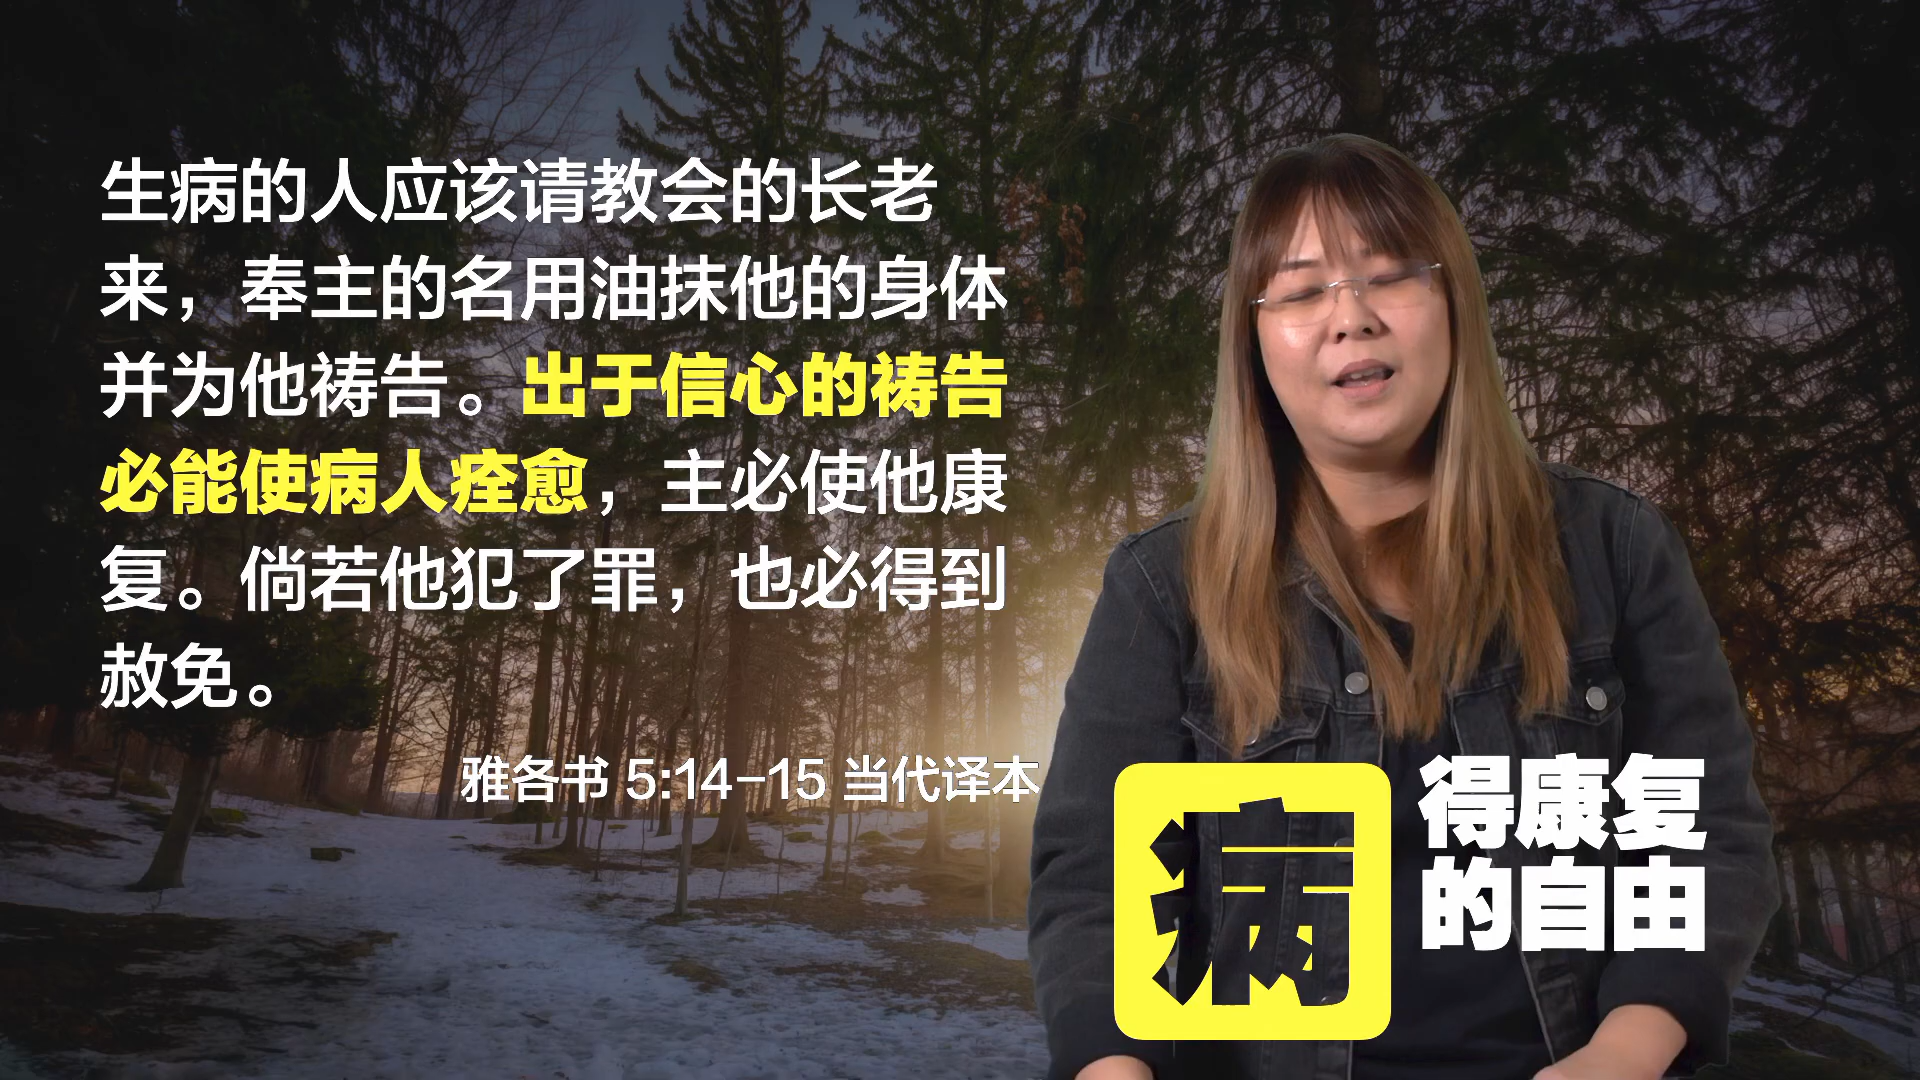 生病的人应该请教会的长老
来，奉主的名用油抹他的身体
并为他祷告。出于信心的祷告
必能使病人痊愈，主必使他康
复。倘若他犯了罪，也必得到
赦免。
雅各书 5:14-15 当代译本
病
得康复
的自由